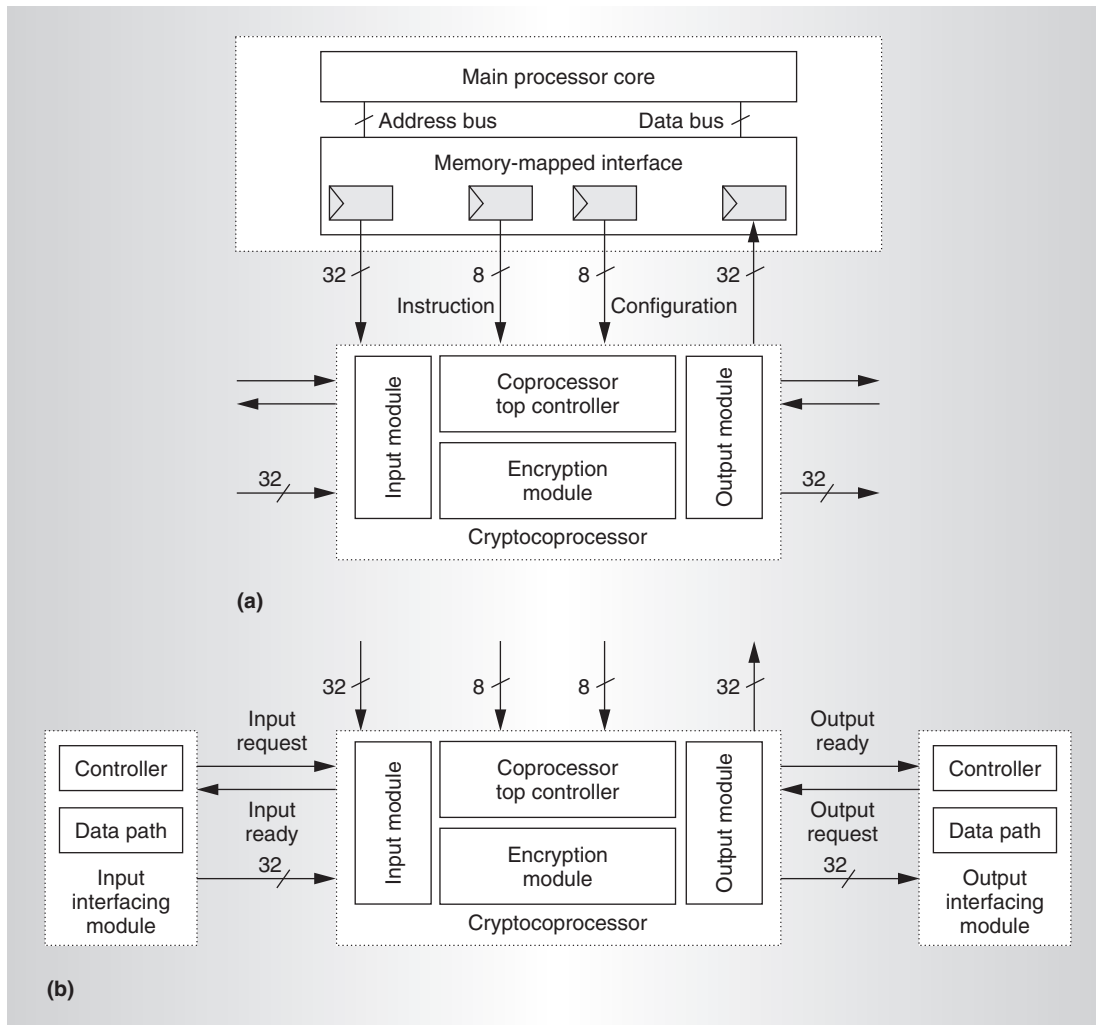 Main processor core
Address bus
Data bus
Memory-mapped interface
32
8
8
32
Instruction
Configuration
Input module
Coprocessor
top controller
Encryption
module
Output module
32
32
Cryptocoprocessor
(a)
32
8
8
32
Input
request
Output
ready
Controller
Data path
Input
interfacing
module
Input
ready
32
Input module
Coprocessor
top controller
Encryption
module
Output module
Cryptocoprocessor
Output
request
32
Controller
Data path
Output
interfacing
module
(b)